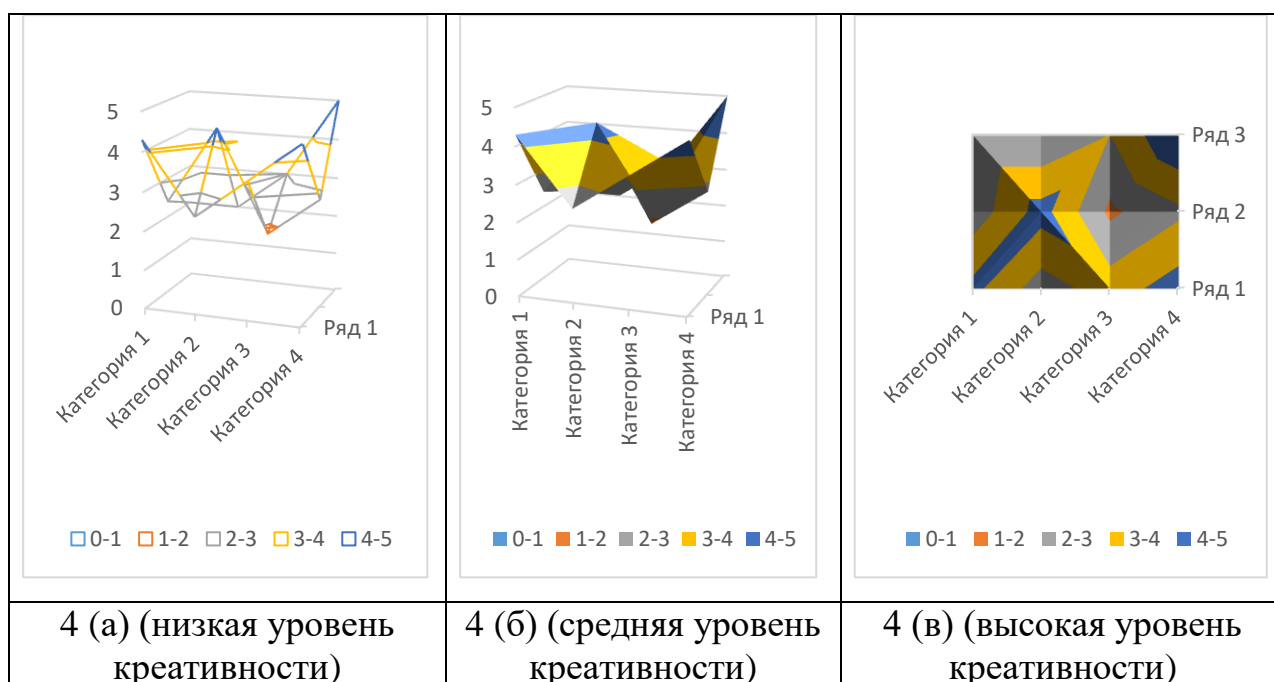 5
4
3
2
1
0
Ряд 1
Категория 1
Категория 2
Категория 3
Категория 4
0-1 1-2 2-3 3-4 4-5
4 (а) (низкая уровень
креативности)
5
4
3
2
1
0
Ряд 1
Категория 1
Категория 2
Категория 3
Категория 4
0-1 1-2 2-3 3-4 4-5
4 (б) (средняя уровень
креативности)
Ряд 3
Ряд 2
Ряд 1
Категория 1
Категория 2
Категория 3
Категория 4
0-1 1-2 2-3 3-4 4-5
4 (в) (высокая уровень
креативности)